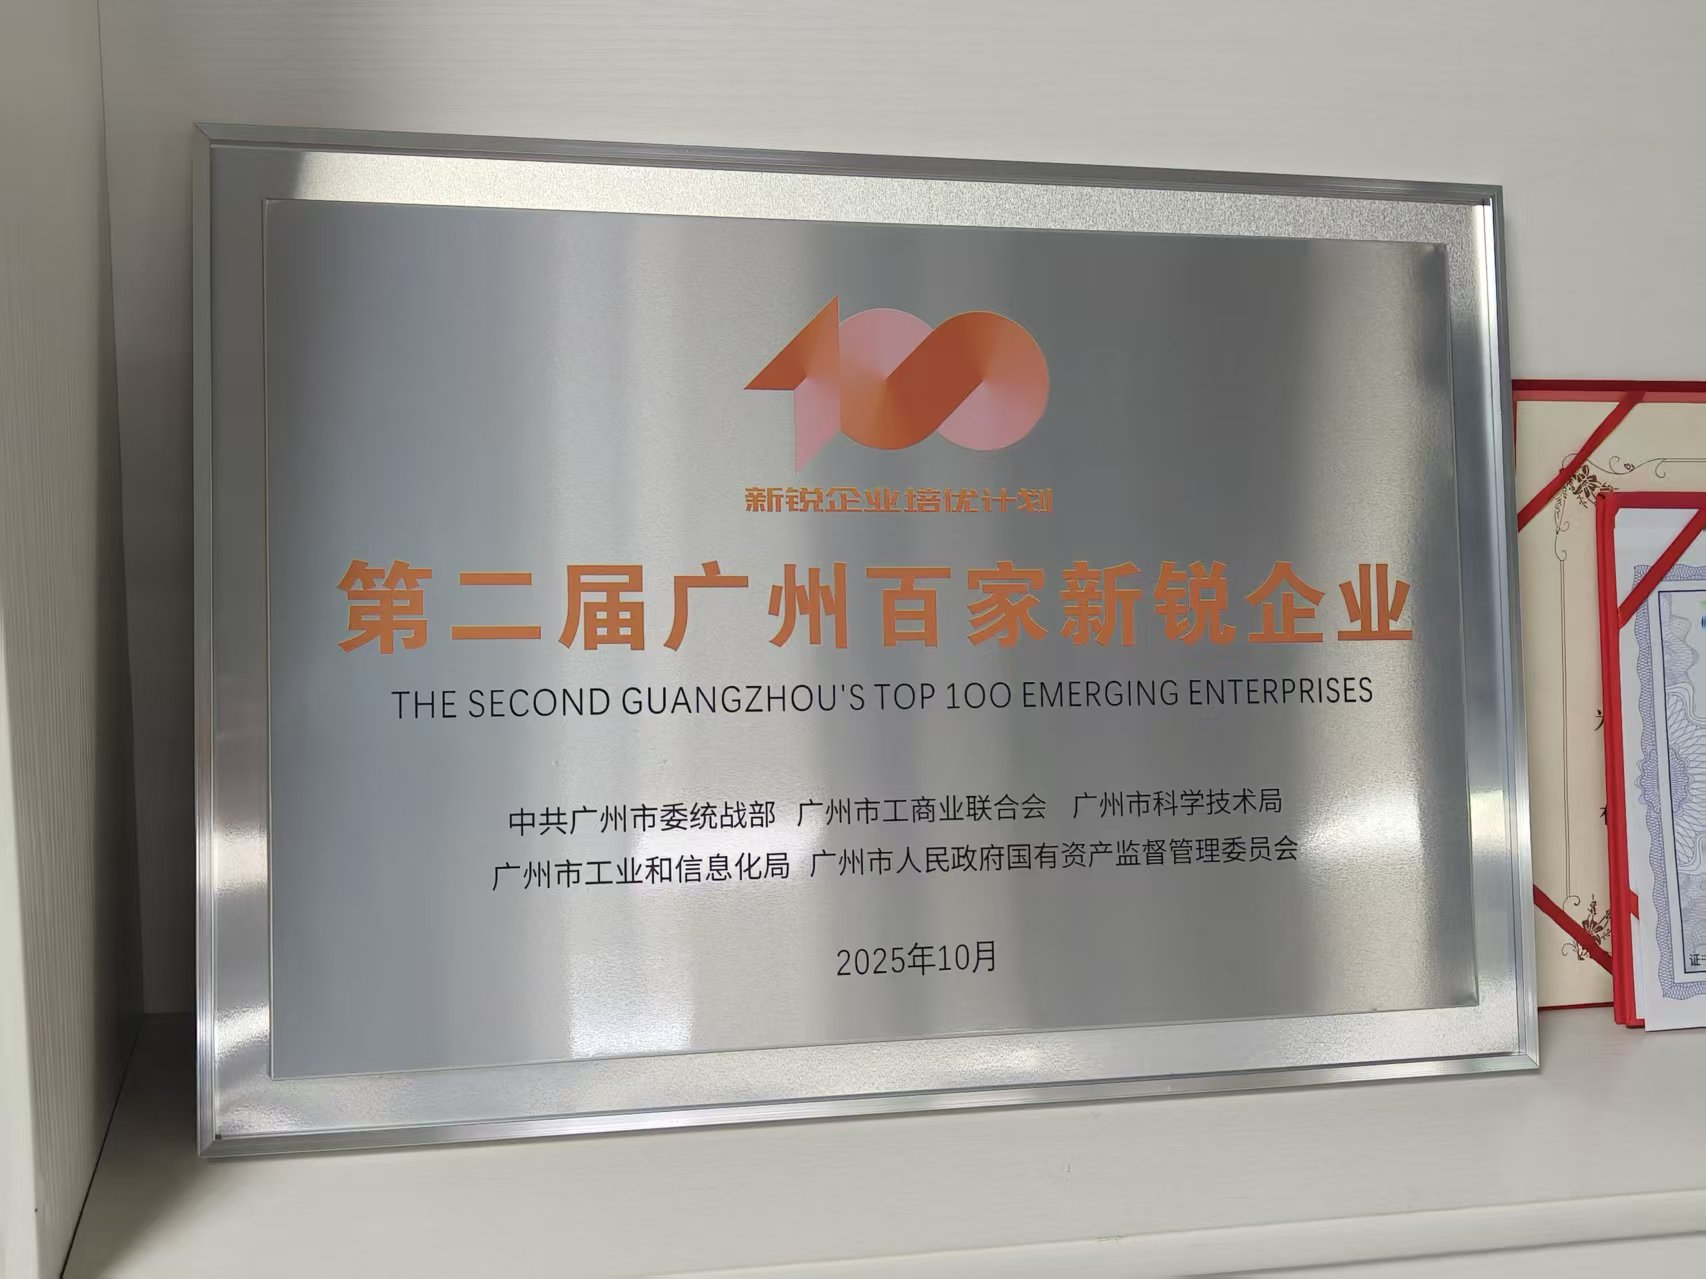 100
新锐企业培优计划
第二届广州百家新锐企业
THE SECOND GUANGZHOU'S TOP 100 EMERGING ENTERPRISES
中共广州市委统战部 广州市工商业联合会 广州市科学技术局
广州市工业和信息化局 广州市人民政府国有资产监督管理委员会
2025年10月